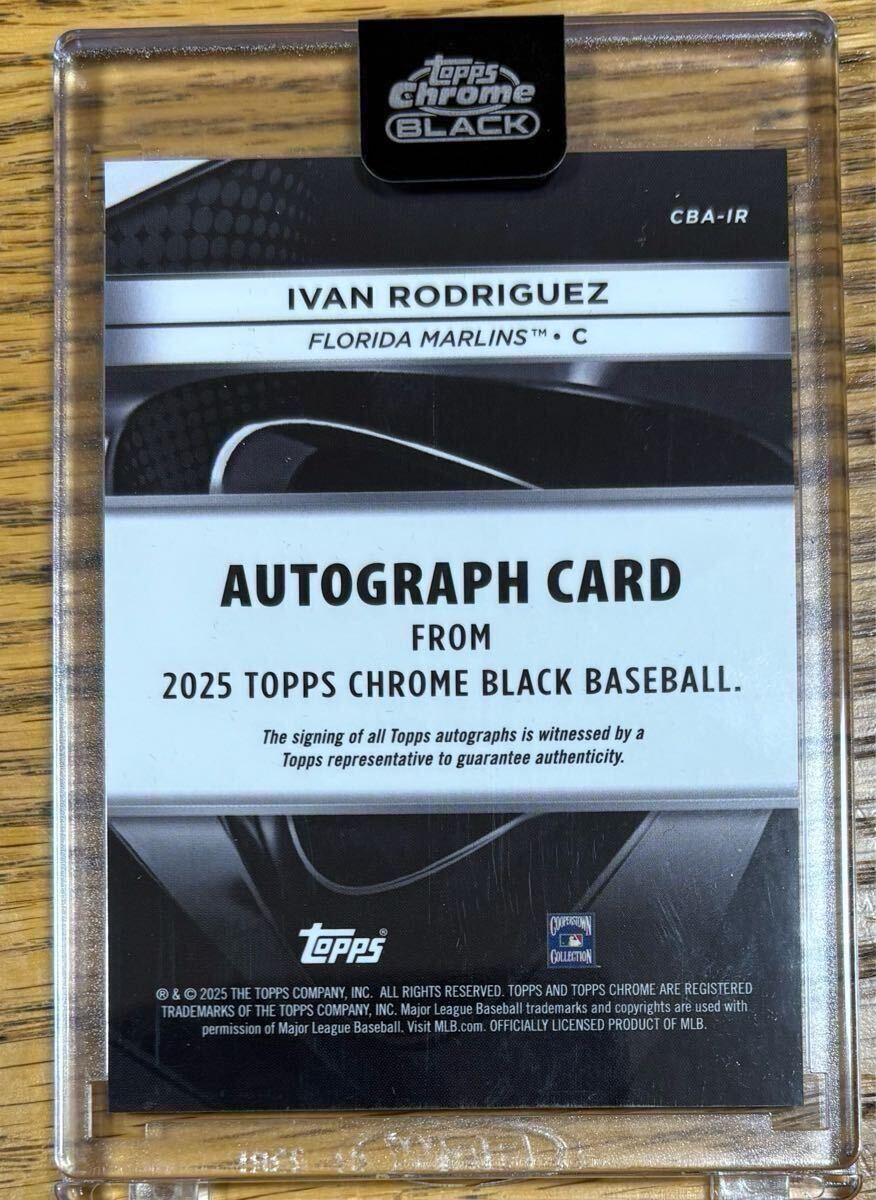 Topps
Chrome
BLACK
CBA-IR
IVAN RODRIGUEZ
FLORIDA MARLINS™ • C
AUTOGRAPH CARD
FROM
2025 TOPPS CHROME BLACK BASEBALL.
The signing of all Topps autographs is witnessed by a
Topps representative to guarantee authenticity.
Topps®
COOPERSTOWN
COLLECTION
® & © 2025 THE TOPPS COMPANY, INC. ALL RIGHTS RESERVED. TOPPS AND TOPPS CHROME ARE REGISTERED
TRADEMARKS OF THE TOPPS COMPANY, INC. Major League Baseball trademarks and copyrights are used with
permission of Major League Baseball. Visit MLB.com. OFFICIALLY LICENSED PRODUCT OF MLB.